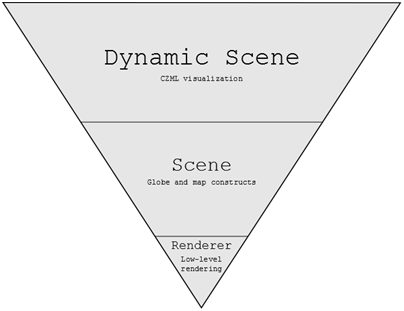 Dynamic Scene
CZML visualization
Scene
Globe and map constructs
Renderer
Low-level
rendering